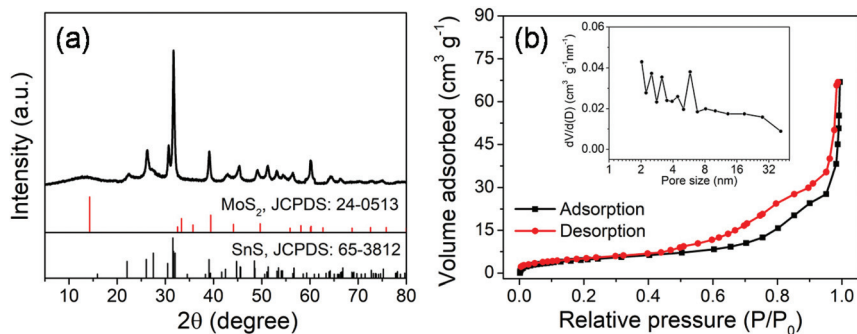 (a)
Intensity (a.u.)
MoS₂, JCPDS: 24-0513
SnS, JCPDS: 65-3812
10 20 30 40 50 60 70 80
2θ (degree)
(b)
Volume adsorbed (cm³ g⁻¹)
90
75
60
45
30
15
0
0.0 0.2 0.4 0.6 0.8 1.0
Relative pressure (P/P₀)
Adsorption
Desorption
dV/d(D) (cm³ g⁻¹nm⁻¹)
0.06
0.04
0.02
0.00
1 2 4 8 16 32
Pore size (nm)